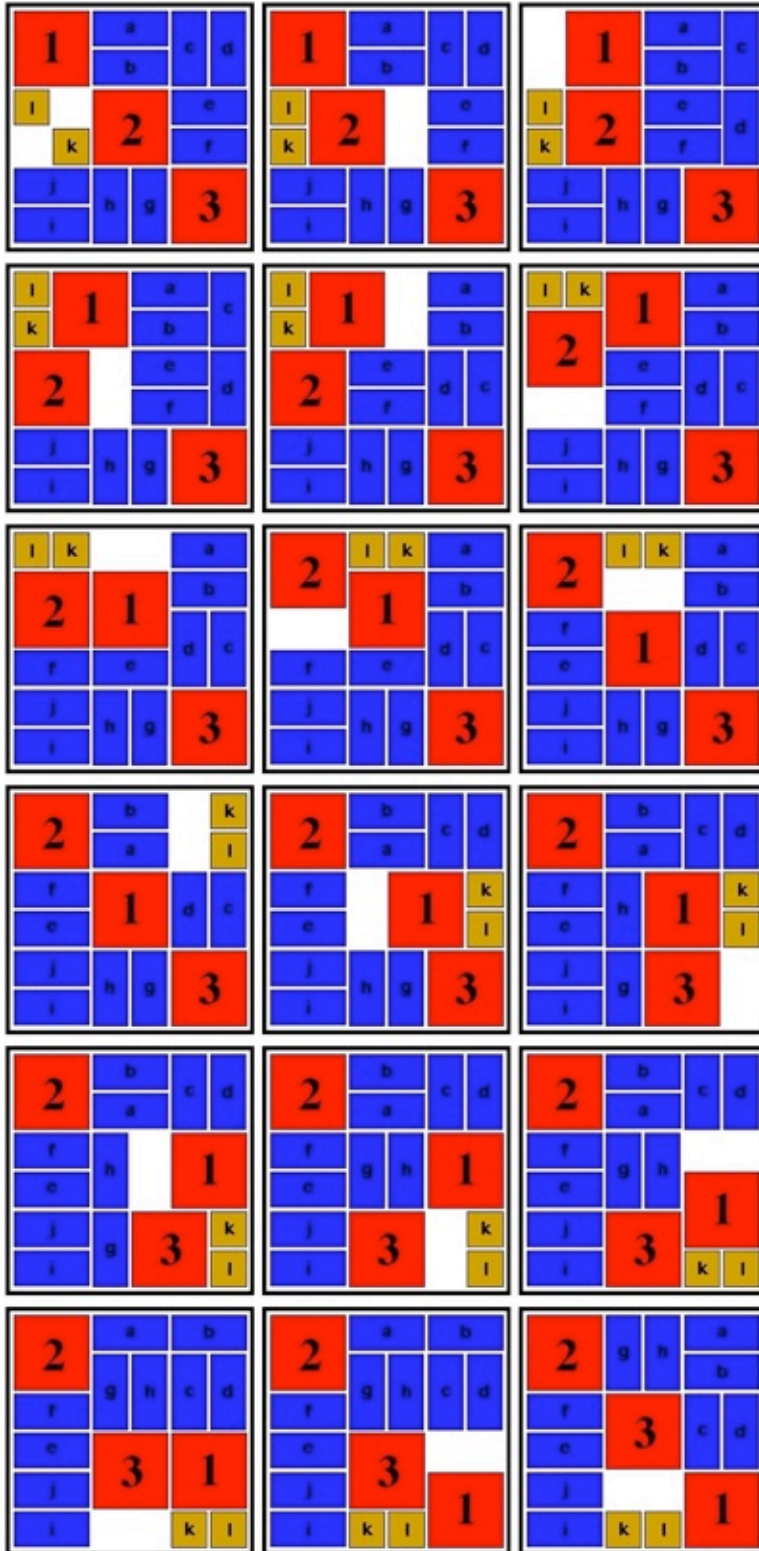 1 a c d
b
l 2 e
k f
j h g 3
i
1 a c d
b
l 2 e
k f
j h g 3
i
1 a c
b
l 2 e d
k f
j h g 3
i
l 1 a c
k b
2 e d
f
j h g 3
i
l 1 a
k b
2 e d c
f
j h g 3
i
l k 1 a
2 b
e d c
f
j h g 3
i
l k a
2 1 b
d c
f e
j h g 3
i
2 l k a
1 b
d c
f e
j h g 3
i
2 l k a
b
f 1 d c
e
j h g 3
i
2 b k
a l
f 1 d c
e
j h g 3
i
2 b c d
a
f 1 k
e l
j h g 3
i
2 b c d
a
f h 1 k
e l
j g 3
i
2 b c d
a
f h 1
e
j g 3 k
i l
2 b c d
a
f g h 1
e
j 3 k
i l
2 b c d
a
f g h
e
j 3 1
i k l
2 a b
g h c d
f
e 3 1
j
i k l
2 a b
g h c d
f
e 3
j 1
i k l
2 g h a
b
f 3 c d
e
j 1
i k l